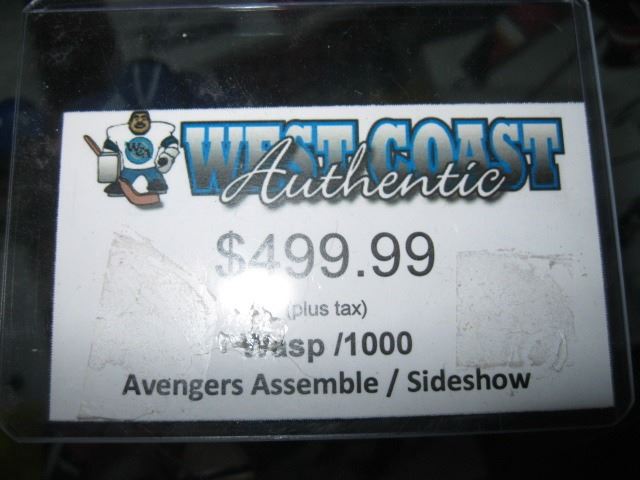 WEST COAST
Authentic
$499.99
(plus tax)
Wasp /1000
Avengers Assemble / Sideshow